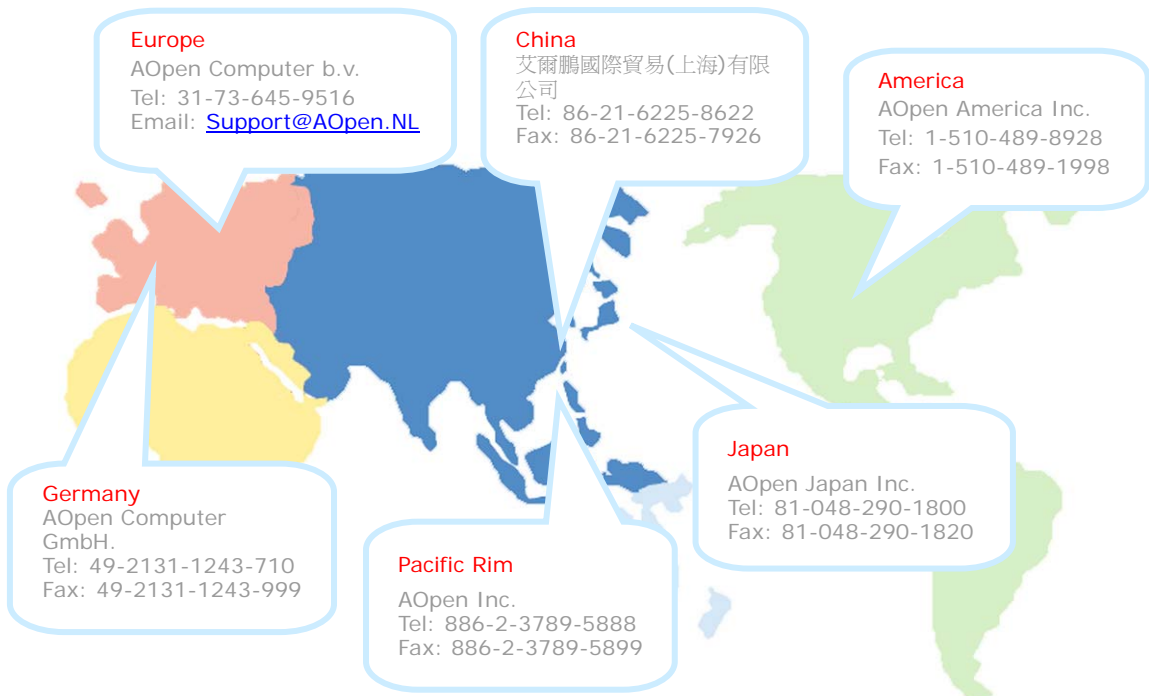 Europe
AOpen Computer b.v.
Tel: 31-73-645-9516
Email: Support@AOpen.NL
China
艾爾鵬國際貿易(上海)有限
公司
Tel: 86-21-6225-8622
Fax: 86-21-6225-7926
America
AOpen America Inc.
Tel: 1-510-489-8928
Fax: 1-510-489-1998
Germany
AOpen Computer
GmbH.
Tel: 49-2131-1243-710
Fax: 49-2131-1243-999
Pacific Rim
AOpen Inc.
Tel: 886-2-3789-5888
Fax: 886-2-3789-5899
Japan
AOpen Japan Inc.
Tel: 81-048-290-1800
Fax: 81-048-290-1820